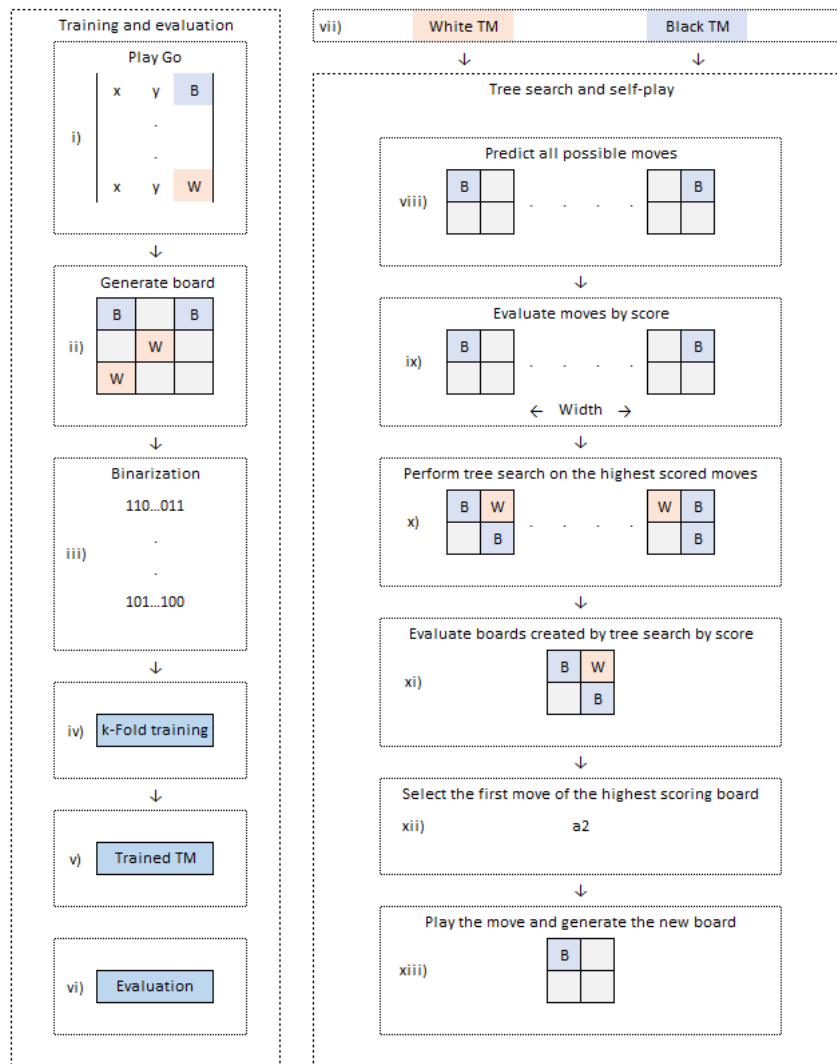 Training and evaluation
Play Go
x y B
.
i)
.
x y W
Generate board
B B
ii) W
W
Binarization
110...011
.
iii)
.
101...100
iv) k-Fold training
v) Trained TM
vi) Evaluation
vii) White TM Black TM
Tree search and self-play
Predict all possible moves
B B
viii) . . . .
Evaluate moves by score
B B
ix) . . . .
← Width →
Perform tree search on the highest scored moves
B W W B
x) . . . .
B B
Evaluate boards created by tree search by score
B W
xi)
B
Select the first move of the highest scoring board
xii) a2
Play the move and generate the new board
B
xiii)